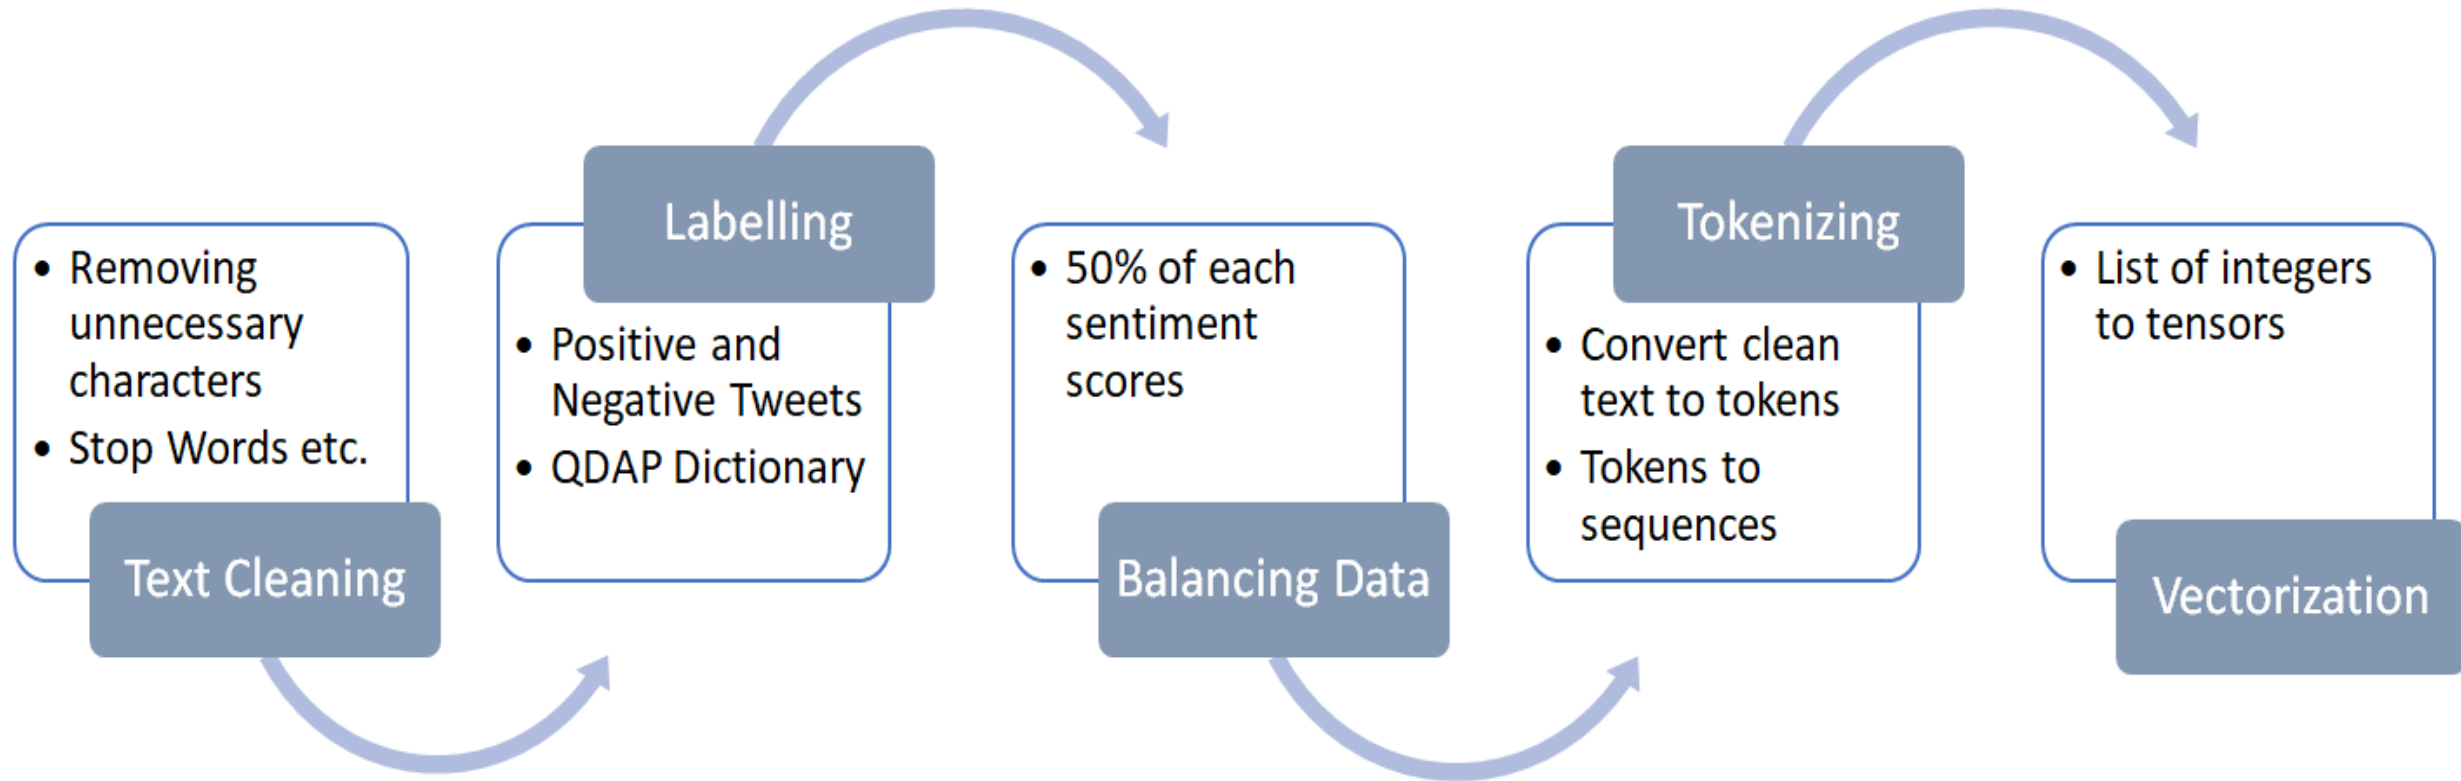 • Removing
unnecessary
characters
• Stop Words etc.
Text Cleaning
Labelling
• Positive and
Negative Tweets
• QDAP Dictionary
• 50% of each
sentiment
scores
Balancing Data
Tokenizing
• Convert clean
text to tokens
• Tokens to
sequences
• List of integers
to tensors
Vectorization